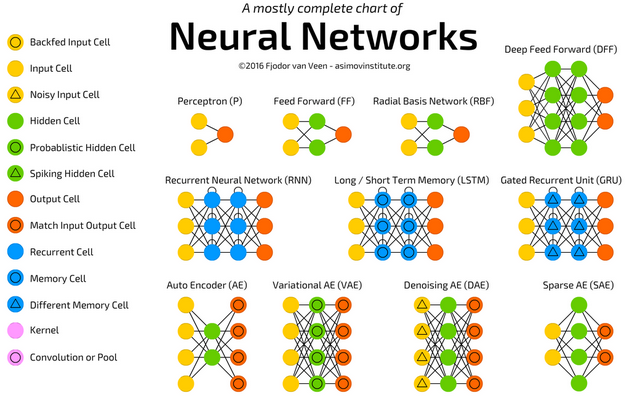 A mostly complete chart of
Neural Networks
©2016 Fjodor van Veen - asimovinstitute.org
Backfed Input Cell
Input Cell
Noisy Input Cell
Hidden Cell
Probablistic Hidden Cell
Spiking Hidden Cell
Output Cell
Match Input Output Cell
Recurrent Cell
Memory Cell
Different Memory Cell
Kernel
Convolution or Pool
Deep Feed Forward (DFF)
Perceptron (P)
Feed Forward (FF)
Radial Basis Network (RBF)
Recurrent Neural Network (RNN)
Long / Short Term Memory (LSTM)
Gated Recurrent Unit (GRU)
Auto Encoder (AE)
Variational AE (VAE)
Denoising AE (DAE)
Sparse AE (SAE)